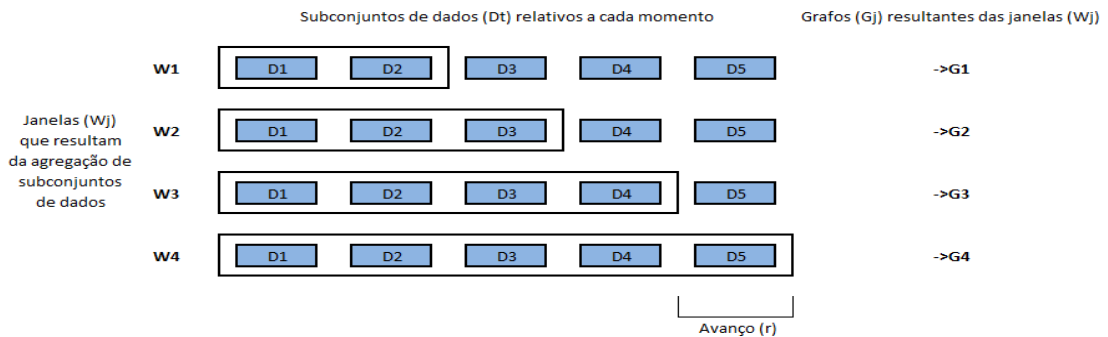 Subconjuntos de dados (Dt) relativos a cada momento
Grafos (Gj) resultantes das janelas (Wj)
Janelas (Wj)
que resultam
da agregação de
subconjuntos
de dados
W1 D1 D2 D3 D4 D5 ->G1
W2 D1 D2 D3 D4 D5 ->G2
W3 D1 D2 D3 D4 D5 ->G3
W4 D1 D2 D3 D4 D5 ->G4
Avanço (r)